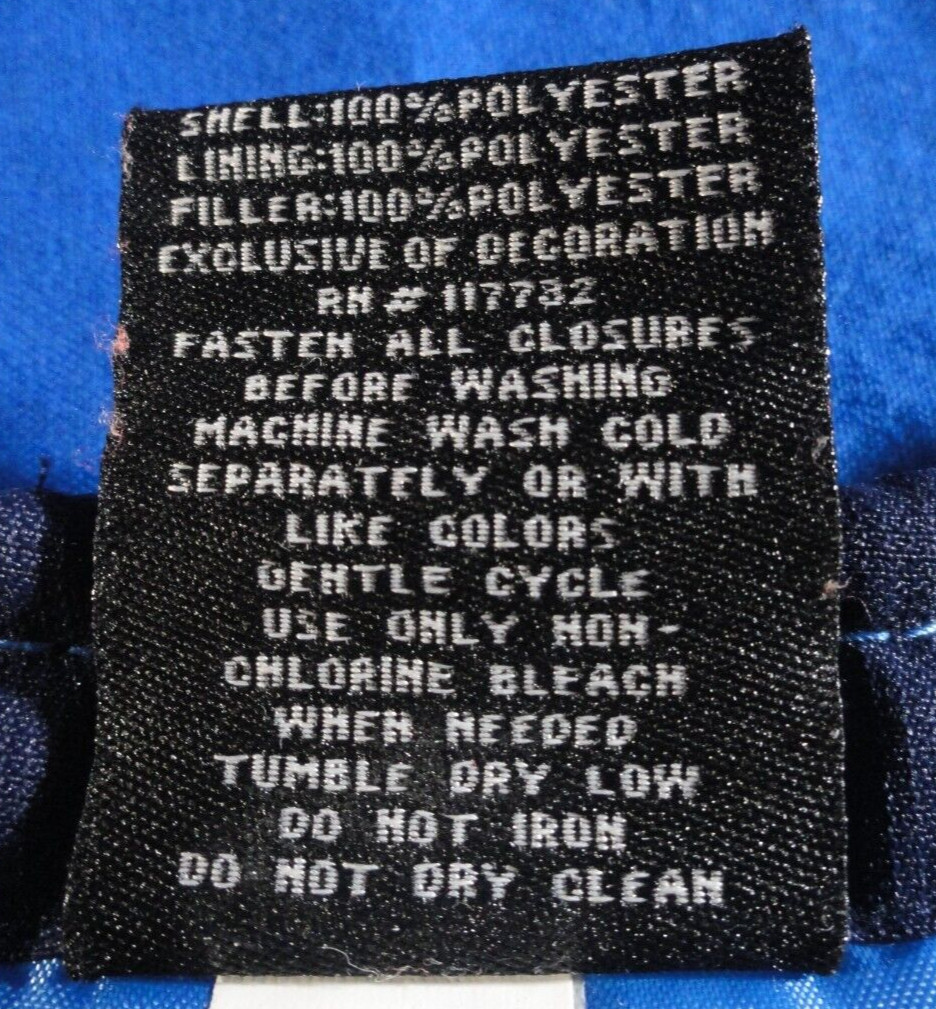 SHELL:100%POLYESTER
LINING:100%POLYESTER
FILLER:100%POLYESTER
EXCLUSIVE OF DECORATION
RN # 117732
FASTEN ALL CLOSURES
BEFORE WASHING
MACHINE WASH COLD
SEPARATELY OR WITH
LIKE COLORS
GENTLE CYCLE
USE ONLY NON-
CHLORINE BLEACH
WHEN NEEDED
TUMBLE DRY LOW
DO NOT IRON
DO NOT DRY CLEAN